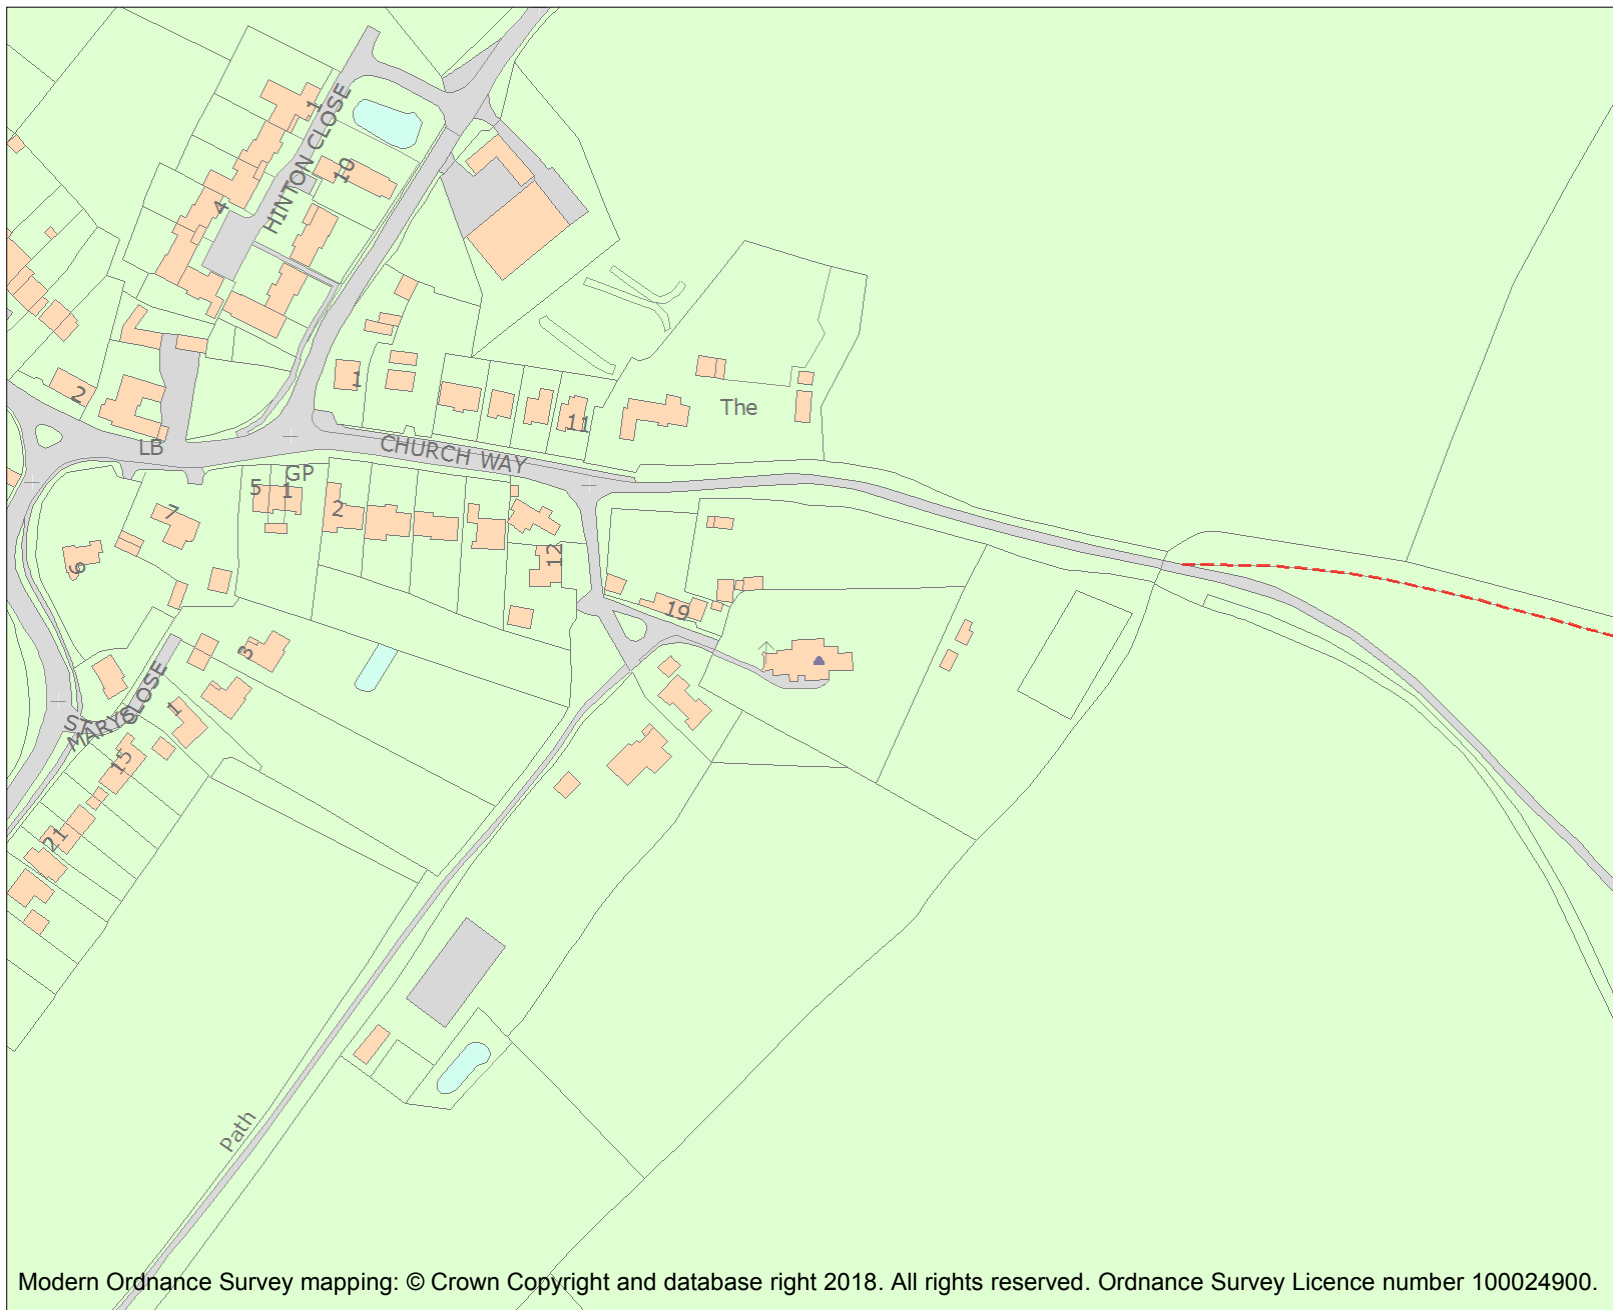 1
HINTON CLOSE
10
4
2
1
11
The
LB
CHURCH WAY
GP
5
1
2
7
12
6
19
3
ST
MARYS
CLOSE
1
15
21
Path
Modern Ordnance Survey mapping: © Crown Copyright and database right 2018. All rights reserved. Ordnance Survey Licence number 100024900.